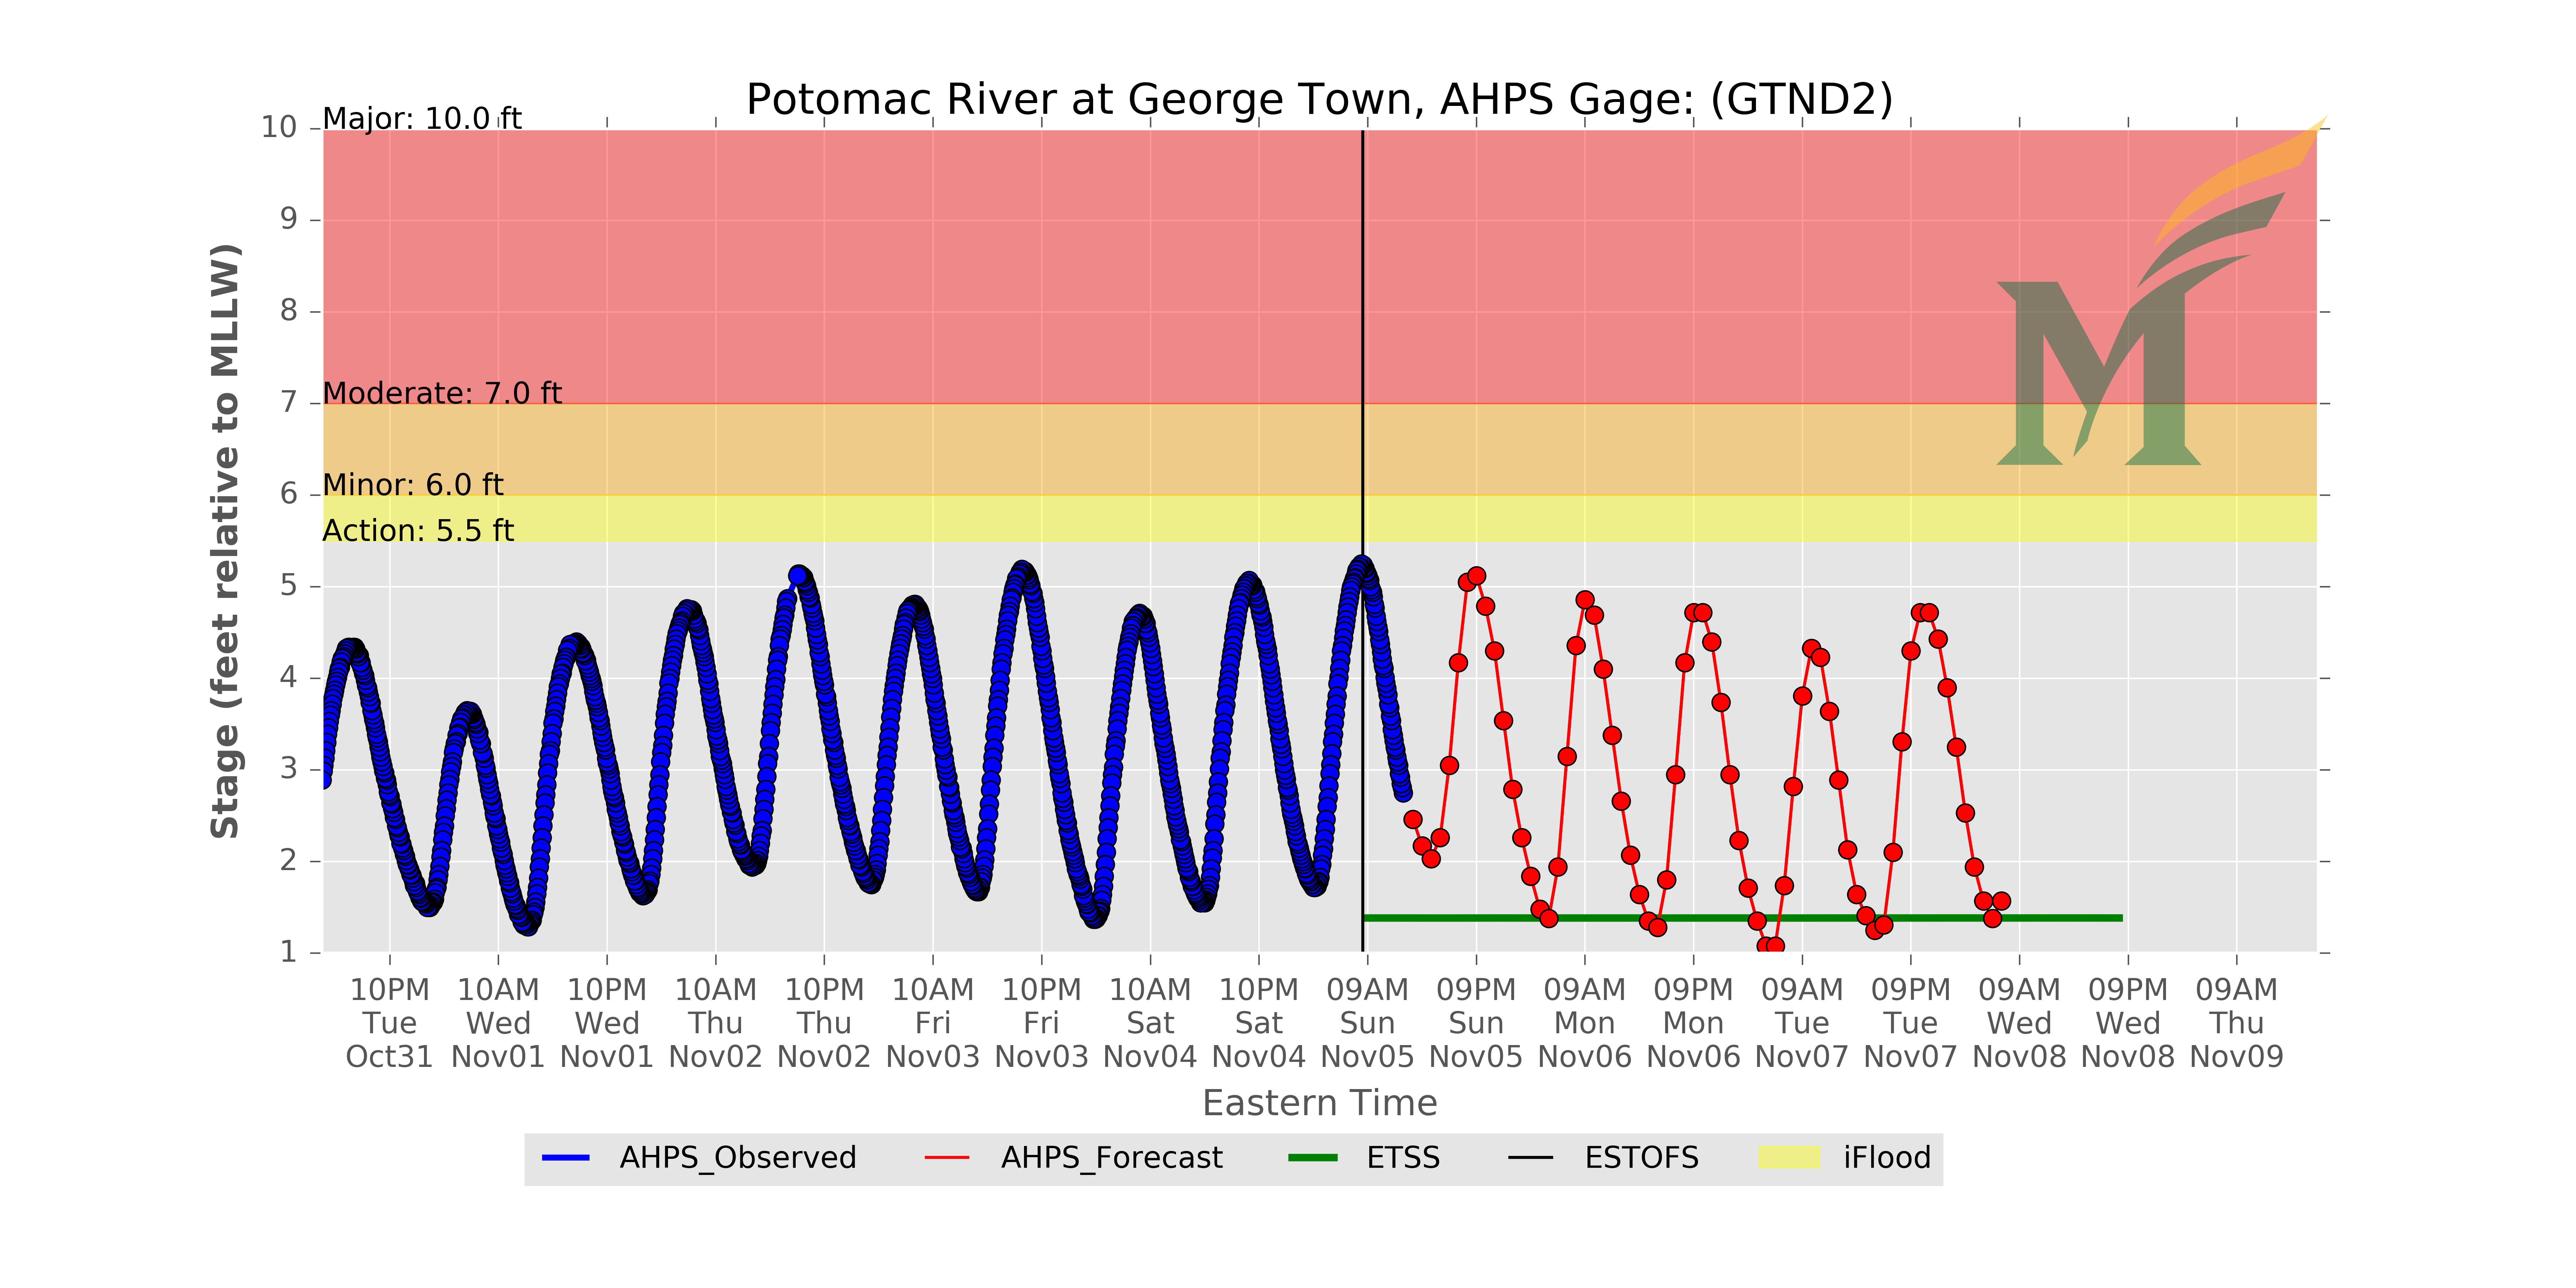 Potomac River at George Town, AHPS Gage: (GTND2)
Major: 10.0 ft
Moderate: 7.0 ft
Minor: 6.0 ft
Action: 5.5 ft
Stage (feet relative to MLLW)
10
9
8
7
6
5
4
3
2
1
10PM Tue Oct31
10AM Wed Nov01
10PM Wed Nov01
10AM Thu Nov02
10PM Thu Nov02
10AM Fri Nov03
10PM Fri Nov03
10AM Sat Nov04
10PM Sat Nov04
09AM Sun Nov05
09PM Sun Nov05
09AM Mon Nov06
09PM Mon Nov06
09AM Tue Nov07
09PM Tue Nov07
09AM Wed Nov08
09PM Wed Nov08
09AM Thu Nov09
Eastern Time
AHPS_Observed
AHPS_Forecast
ETSS
ESTOFS
iFlood
M